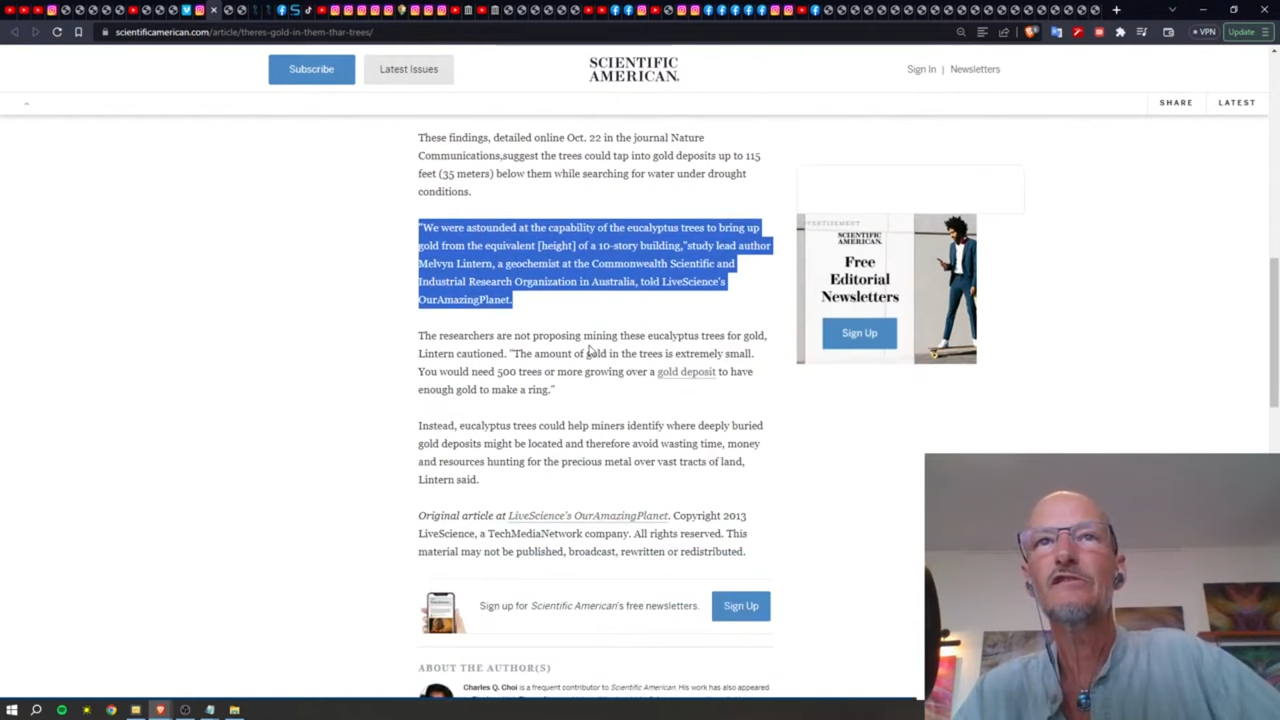 scientificamerican.com/article/theres-gold-in-them-thar-trees/
VPN
Update
Subscribe
Latest Issues
SCIENTIFIC
AMERICAN.
Sign In | Newsletters
SHARE
LATEST
These findings, detailed online Oct. 22 in the journal Nature
Communications,suggest the trees could tap into gold deposits up to 115
feet (35 meters) below them while searching for water under drought
conditions.
"We were astounded at the capability of the eucalyptus trees to bring up
gold from the equivalent [height] of a 10-story building,"study lead author
Melvyn Lintern, a geochemist at the Commonwealth Scientific and
Industrial Research Organization in Australia, told LiveScience's
OurAmazingPlanet.
The researchers are not proposing mining these eucalyptus trees for gold,
Lintern cautioned. "The amount of gold in the trees is extremely small.
You would need 500 trees or more growing over a gold deposit to have
enough gold to make a ring."
Instead, eucalyptus trees could help miners identify where deeply buried
gold deposits might be located and therefore avoid wasting time, money
and resources hunting for the precious metal over vast tracts of land,
Lintern said.
Original article at LiveScience's OurAmazingPlanet. Copyright 2013
LiveScience, a TechMediaNetwork company. All rights reserved. This
material may not be published, broadcast, rewritten or redistributed.
SCIENTIFIC
AMERICAN.
Free
Editorial
Newsletters
Sign Up
Sign up for Scientific American's free newsletters.
Sign Up
ABOUT THE AUTHOR(S)
Charles Q. Choi is a frequent contributor to Scientific American. His work has also appeared